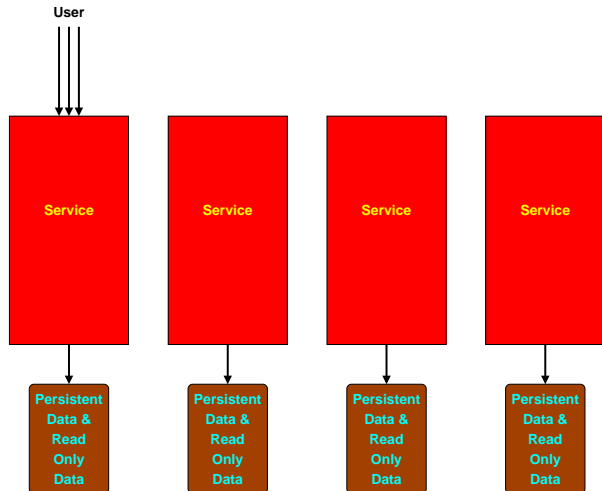 User
Service
Service
Service
Service
Persistent
Data &
Read
Only
Data
Persistent
Data &
Read
Only
Data
Persistent
Data &
Read
Only
Data
Persistent
Data &
Read
Only
Data